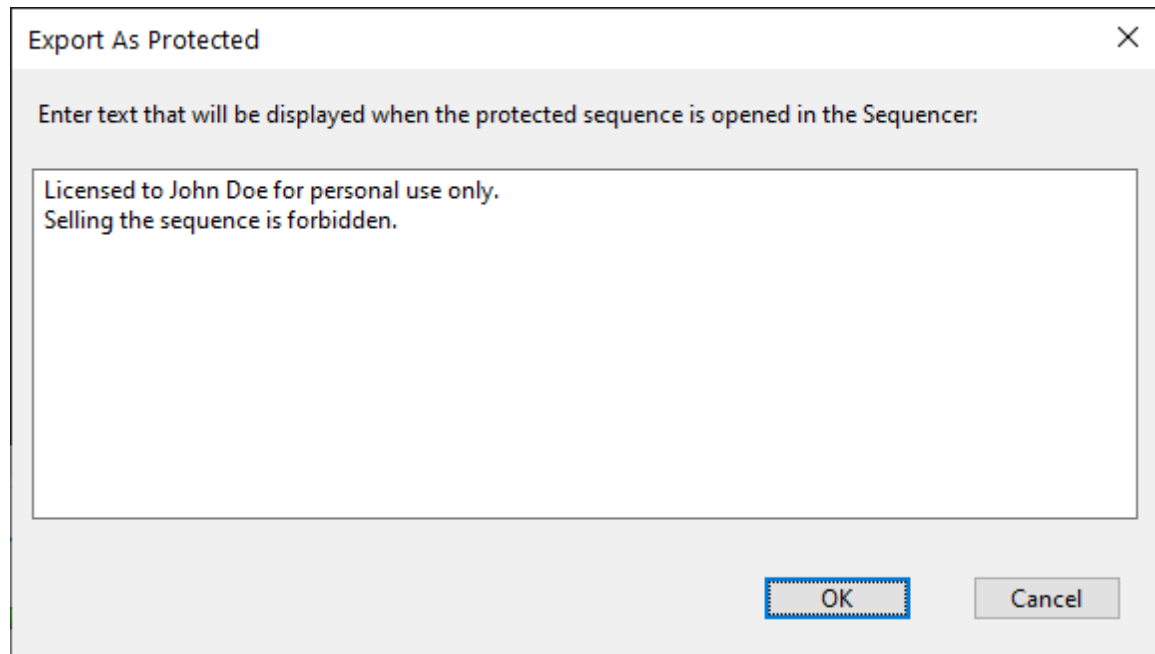 Export As Protected
Enter text that will be displayed when the protected sequence is opened in the Sequencer:
Licensed to John Doe for personal use only.
Selling the sequence is forbidden.
OK
Cancel